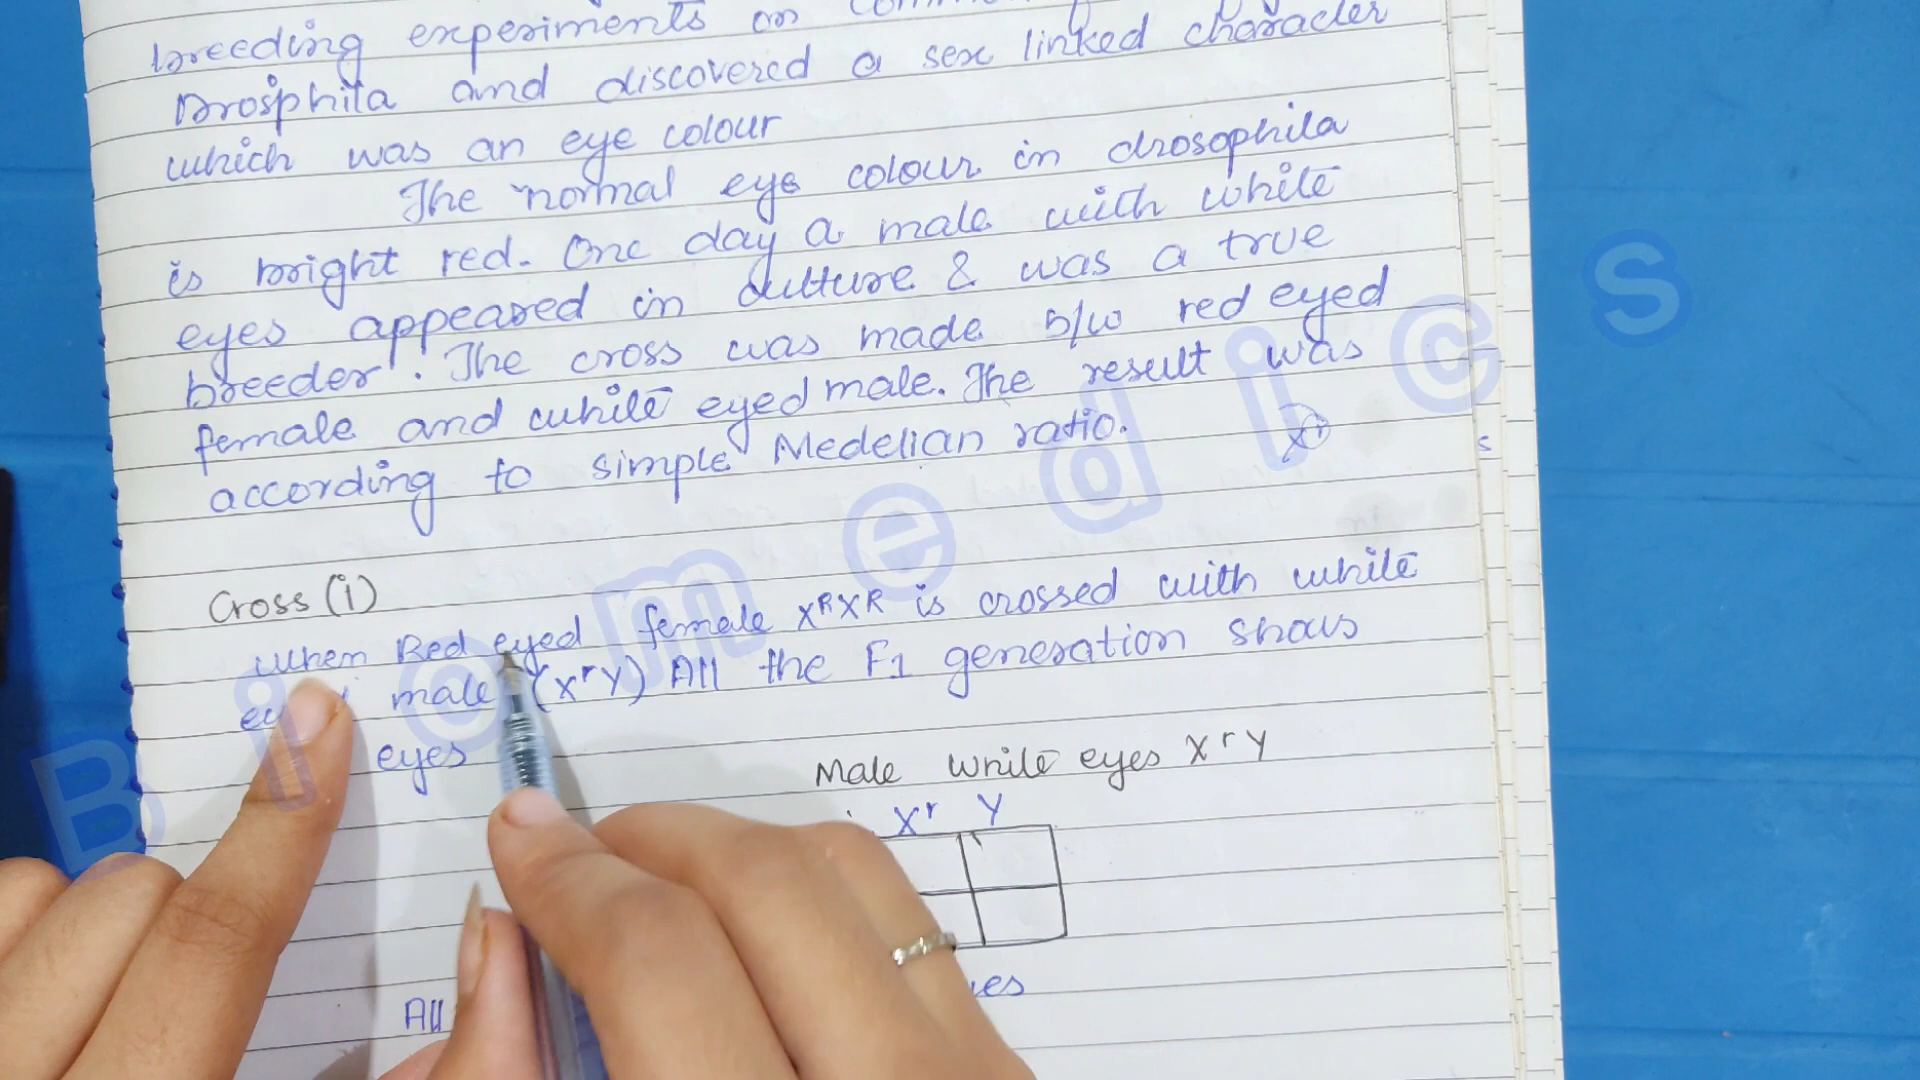 breeding experiments on
Drosphila and discovered a sex linked character
which was an eye colour
The normal eye colour in drosophila
is bright red. One day a male with white
eyes appeared in culture & was a true
breeder. The cross was made b/w red eyed
female and white eyed male. The result was
according to simple Medelian ratio.
Cross (i)
when Red eyed female XRXR is crossed with white
male (XrY) All the F1 generation shows
eyes
Male white eyes XrY
Xr Y
All
Biomedics
s